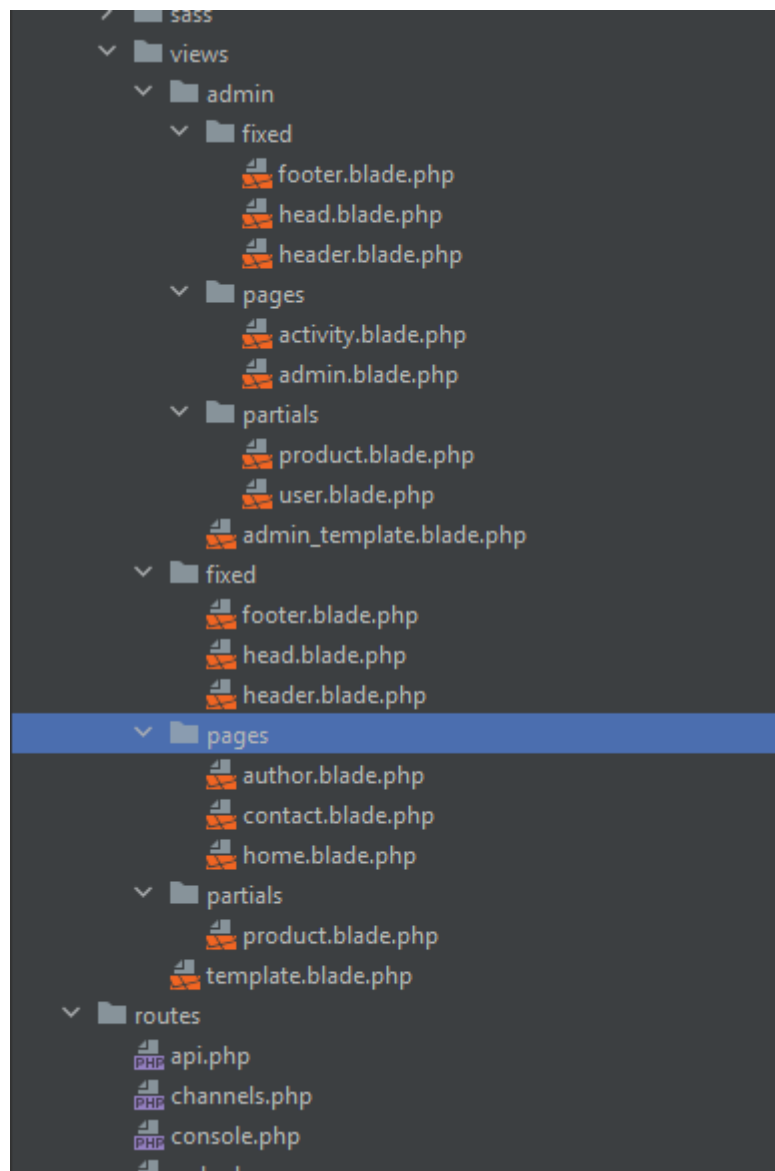 sass
views
admin
fixed
footer.blade.php
head.blade.php
header.blade.php
pages
activity.blade.php
admin.blade.php
partials
product.blade.php
user.blade.php
admin_template.blade.php
fixed
footer.blade.php
head.blade.php
header.blade.php
pages
author.blade.php
contact.blade.php
home.blade.php
partials
product.blade.php
template.blade.php
routes
PHP api.php
PHP channels.php
PHP console.php